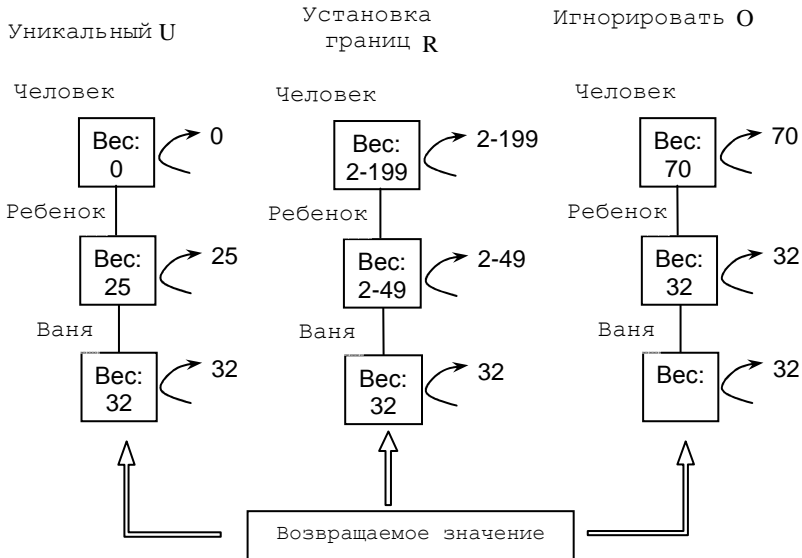 Уникальный U
Установка
границ R
Игнорировать O
Человек
Вес:
0
0
Ребенок
Вес:
25
25
Ваня
Вес:
32
32
Человек
Вес:
2-199
2-199
Ребенок
Вес:
2-49
2-49
Ваня
Вес:
32
32
Человек
Вес:
70
70
Ребенок
Вес:
32
32
Ваня
Вес:
32
Возвращаемое значение